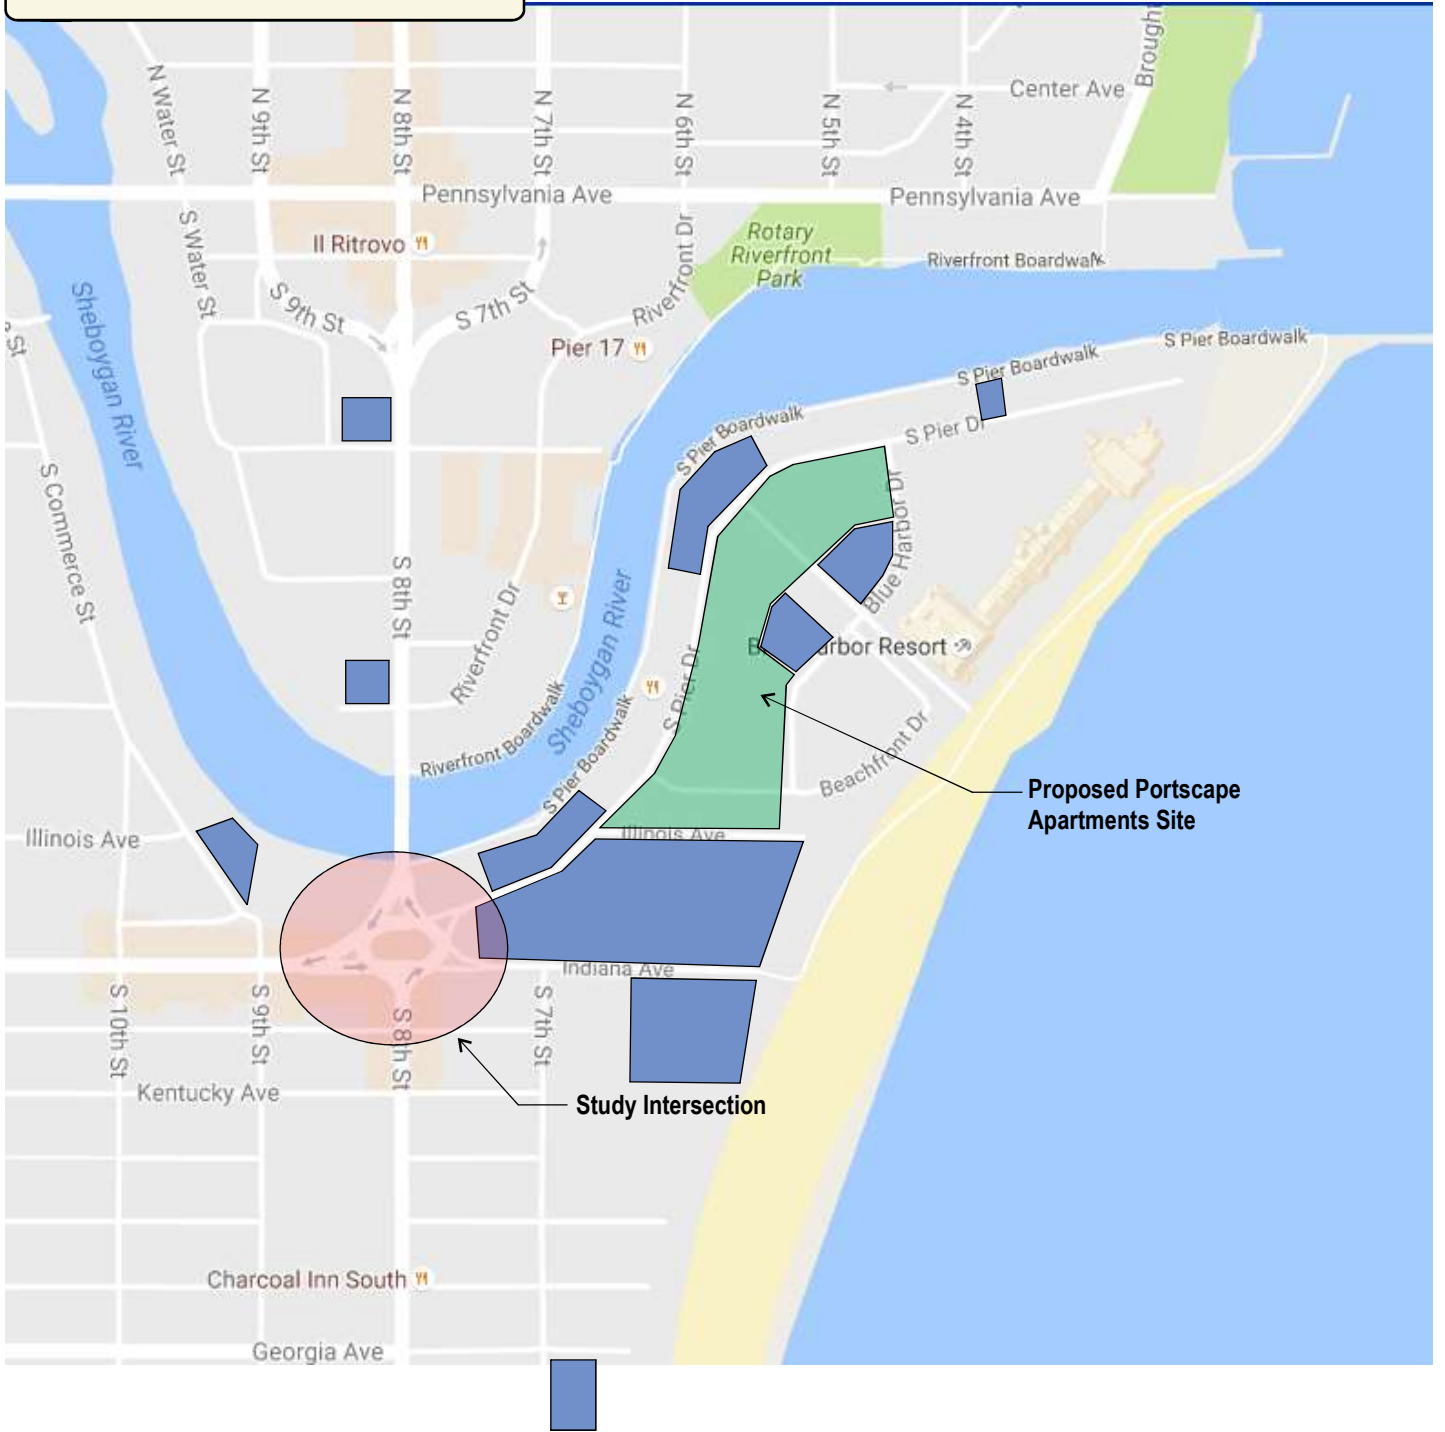 Brough
Center Ave
N Water St
N 9th St
N 8th St
N 7th St
N 6th St
N 5th St
N 4th St
Pennsylvania Ave
Pennsylvania Ave
S Water St
Il Ritrovo
Riverfront Dr
Rotary
Riverfront
Park
Riverfront Boardwalk
S 9th St
S 7th St
Pier 17
St
Sheboygan River
S Pier Boardwalk
S Pier Boardwalk
S Pier Boardwalk
S Pier Dr
S Commerce St
S 8th St
Riverfront Dr
Blue Harbor Dr
Sheboygan River
S Pier Dr
B arbor Resort
Riverfront Boardwalk
S Pier Boardwalk
Beachfront Dr
Proposed Portscape
Apartments Site
Illinois Ave
Illinois Ave
Indiana Ave
S 10th St
S 9th St
S 8th St
S 7th St
Kentucky Ave
Study Intersection
Charcoal Inn South
Georgia Ave